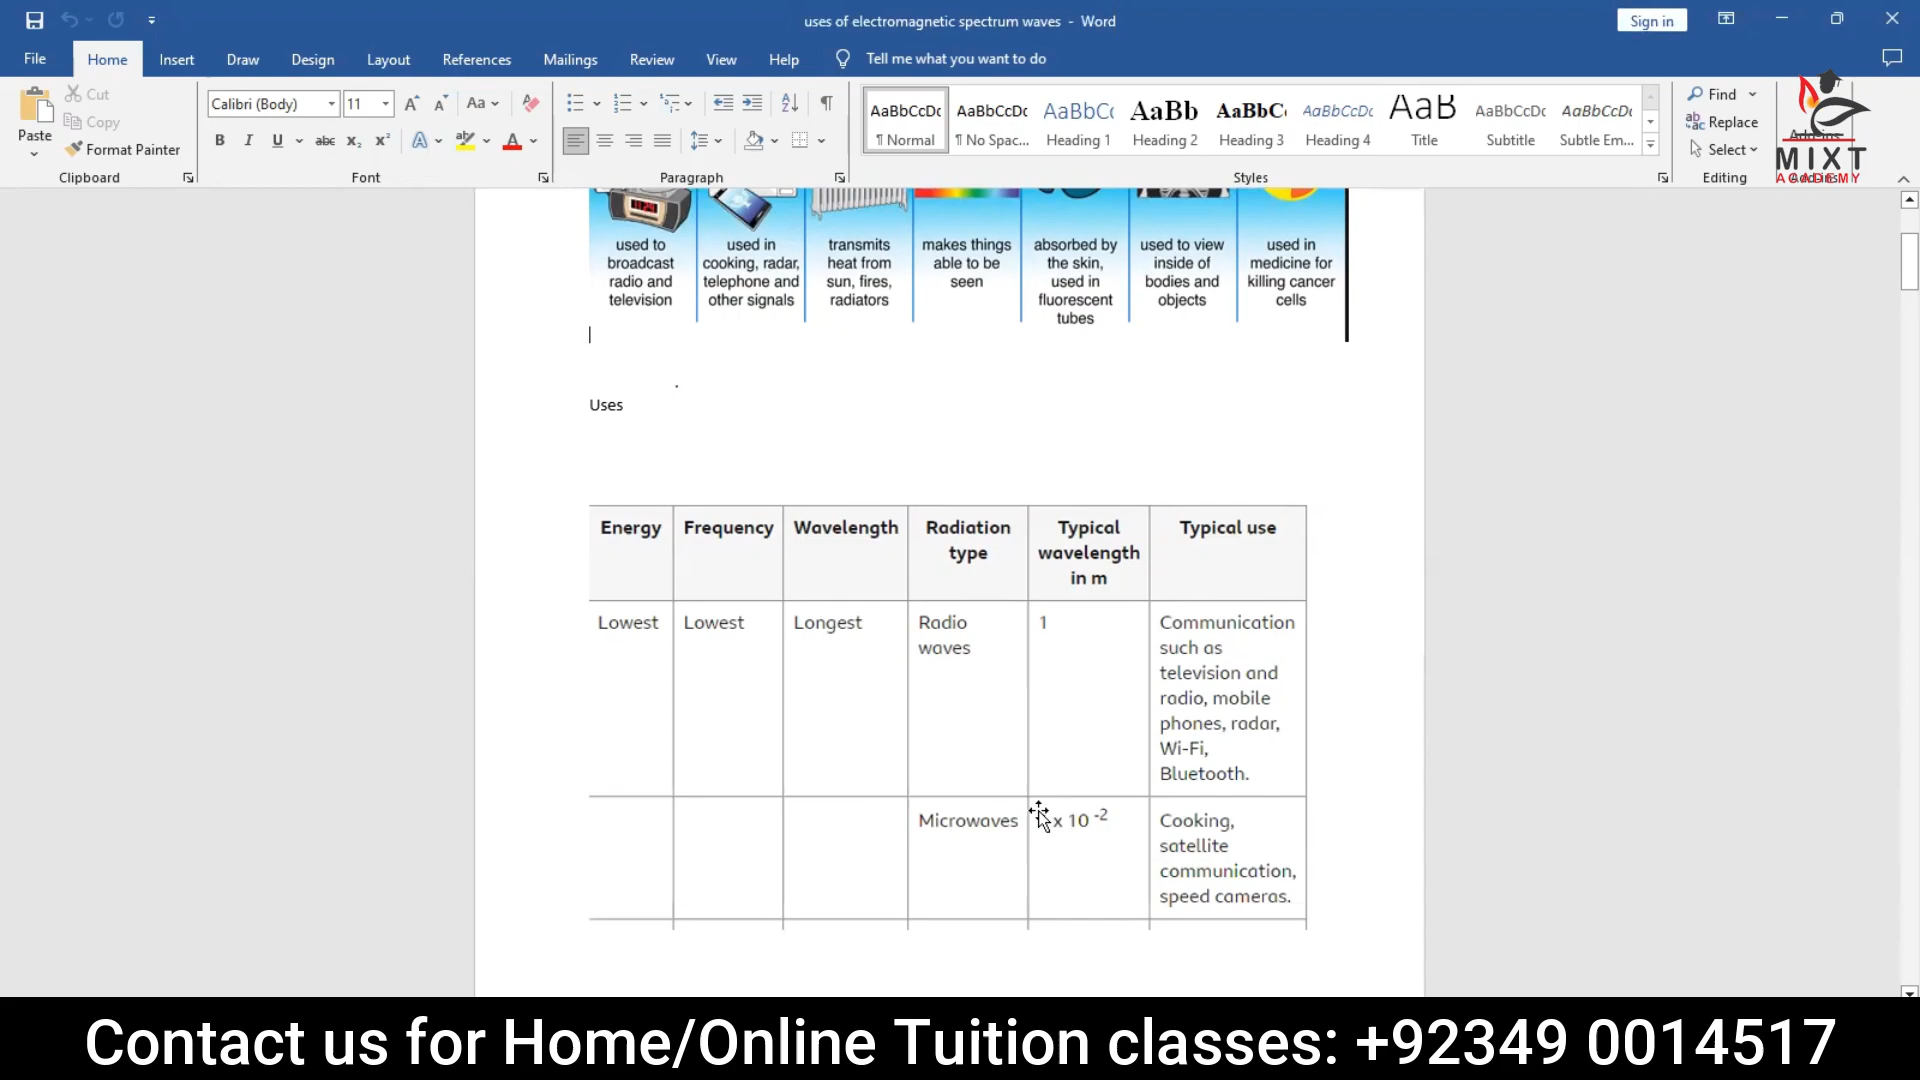 uses of electromagnetic spectrum waves - Word
Sign in
File Home Insert Draw Design Layout References Mailings Review View Help Tell me what you want to do
Paste
Cut
Copy
Format Painter
Clipboard
Calibri (Body) 11
Font
Paragraph
AaBbCcDc AaBbCcDc AaBbCc AaBb AaBbCc AaBbCcDc AaB AaBbCcDc AaBbCcDc
¶ Normal ¶ No Spac... Heading 1 Heading 2 Heading 3 Heading 4 Title Subtitle Subtle Em...
Styles
Find
Replace
Select
Editing
MIXT
ACADEMY
used to
broadcast
radio and
television
used in
cooking, radar,
telephone and
other signals
transmits
heat from
sun, fires,
radiators
makes things
able to be
seen
absorbed by
the skin,
used in
fluorescent
tubes
used to view
inside of
bodies and
objects
used in
medicine for
killing cancer
cells
Uses
Energy
Frequency
Wavelength
Radiation
type
Typical
wavelength
in m
Typical use
Lowest
Lowest
Longest
Radio
waves
1
Communication
such as
television and
radio, mobile
phones, radar,
Wi-Fi,
Bluetooth.
Microwaves
x 10 -2
Cooking,
satellite
communication,
speed cameras.
Contact us for Home/Online Tuition classes: +92349 0014517